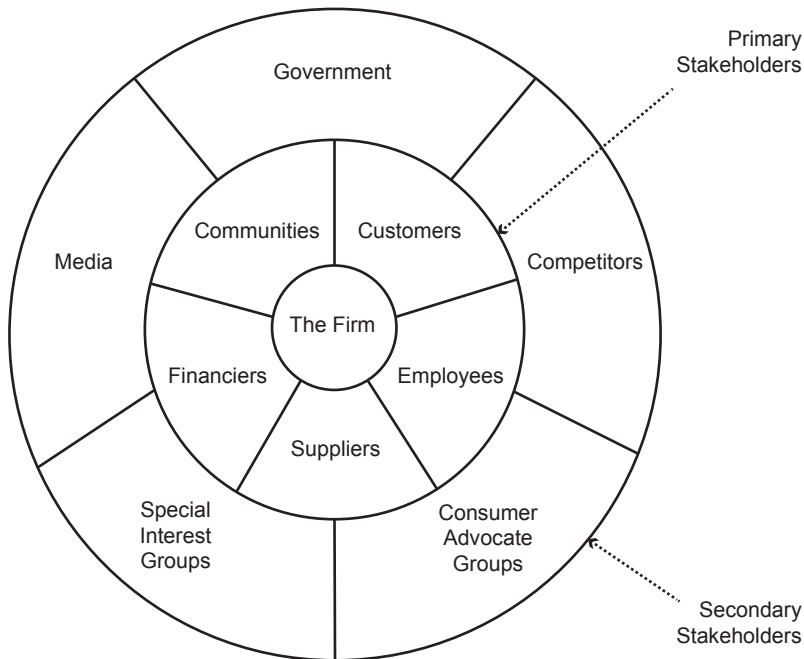 Primary
Stakeholders
Government
Communities
Customers
Media
Competitors
The Firm
Financiers
Employees
Suppliers
Special
Interest
Groups
Consumer
Advocate
Groups
Secondary
Stakeholders